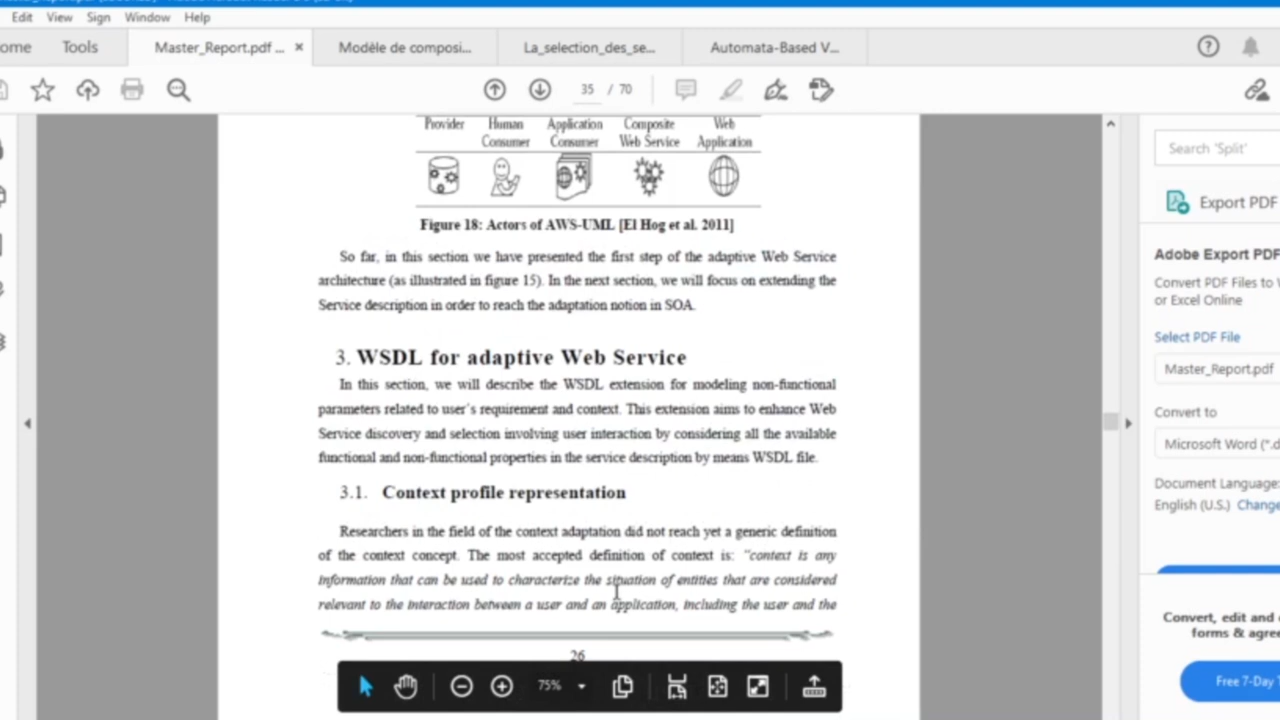 Edit View Sign Window Help
ome Tools Master_Report.pdf ... × Modèle de composi... La_selection_des_se... Automata-Based V...
35 / 70
Search 'Split'
Provider Human Consumer Application Consumer Composite Web Service Web Application
Export PDF
Figure 18: Actors of AWS-UML [El Hog et al. 2011]
So far, in this section we have presented the first step of the adaptive Web Service
architecture (as illustrated in figure 15). In the next section, we will focus on extending the
Service description in order to reach the adaptation notion in SOA.
3. WSDL for adaptive Web Service
In this section, we will describe the WSDL extension for modeling non-functional
parameters related to user's requirement and context. This extension aims to enhance Web
Service discovery and selection involving user interaction by considering all the available
functional and non-functional properties in the service description by means WSDL file.
3.1. Context profile representation
Researchers in the field of the context adaptation did not reach yet a generic definition
of the context concept. The most accepted definition of context is: "context is any
information that can be used to characterize the situation of entities that are considered
relevant to the interaction between a user and an application, including the user and the
26
75%
Adobe Export PDF
Convert PDF Files to
or Excel Online
Select PDF File
Master_Report.pdf
Convert to
Microsoft Word (*.d
Document Language:
English (U.S.) Change
Convert, edit and
forms & agre
Free 7-Day